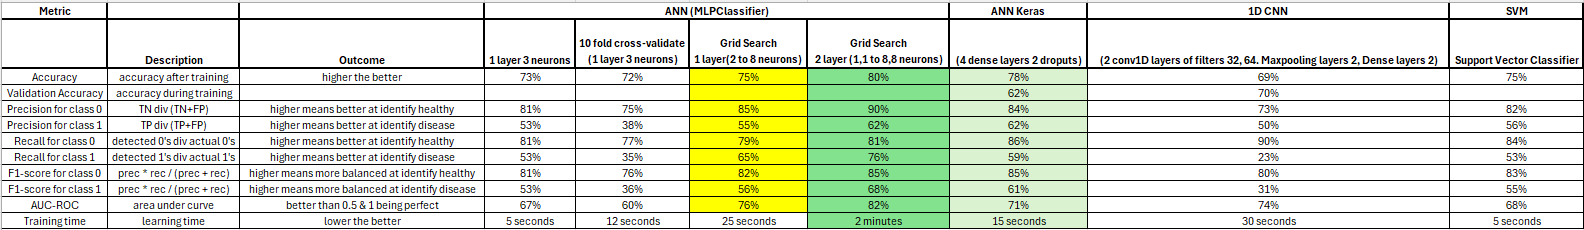 Metric ANN (MLPClassifier) ANN Keras 1D CNN SVM
10 fold cross-validate Grid Search Grid Search
Description Outcome 1 layer 3 neurons (1 layer 3 neurons) 1 layer(2 to 8 neurons) 2 layer (1,1 to 8,8 neurons) (4 dense layers 2 droputs) (2 conv1D layers of filters 32, 64. Maxpooling layers 2, Dense layers 2) Support Vector Classifier
Accuracy accuracy after training higher the better 73% 72% 75% 80% 78% 69% 75%
Validation Accuracy accuracy during training 62% 70%
Precision for class 0 TN div (TN+FP) higher means better at identify healthy 81% 75% 85% 90% 84% 73% 82%
Precision for class 1 TP div (TP+FP) higher means better at identify disease 53% 38% 55% 62% 62% 50% 56%
Recall for class 0 detected 0's div actual 0's higher means better at identify healthy 81% 77% 79% 81% 86% 90% 84%
Recall for class 1 detected 1's div actual 1's higher means better at identify disease 53% 35% 65% 76% 59% 23% 53%
F1-score for class 0 prec * rec / (prec + rec) higher means more balanced at identify healthy 81% 76% 82% 85% 85% 80% 83%
F1-score for class 1 prec * rec / (prec + rec) higher means more balanced at identify disease 53% 36% 56% 68% 61% 31% 55%
AUC-ROC area under curve better than 0.5 & 1 being perfect 67% 60% 76% 82% 71% 74% 68%
Training time learning time lower the better 5 seconds 12 seconds 25 seconds 2 minutes 15 seconds 30 seconds 5 seconds